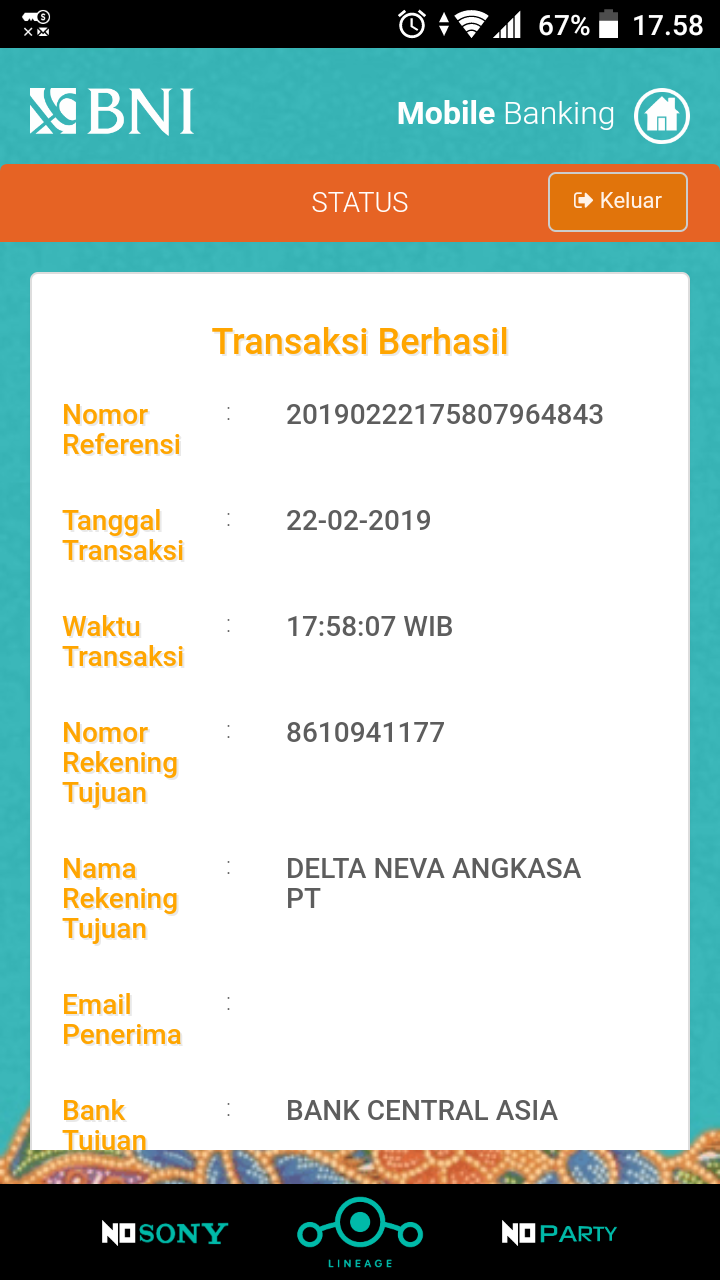 67% 17.58
BNI Mobile Banking
STATUS Keluar
Transaksi Berhasil
Nomor : 20190222175807964843
Referensi
Tanggal : 22-02-2019
Transaksi
Waktu : 17:58:07 WIB
Transaksi
Nomor : 8610941177
Rekening
Tujuan
Nama : DELTA NEVA ANGKASA
Rekening PT
Tujuan
Email :
Penerima
Bank : BANK CENTRAL ASIA
Tujuan
NO SONY NO PARTY
LINEAGE